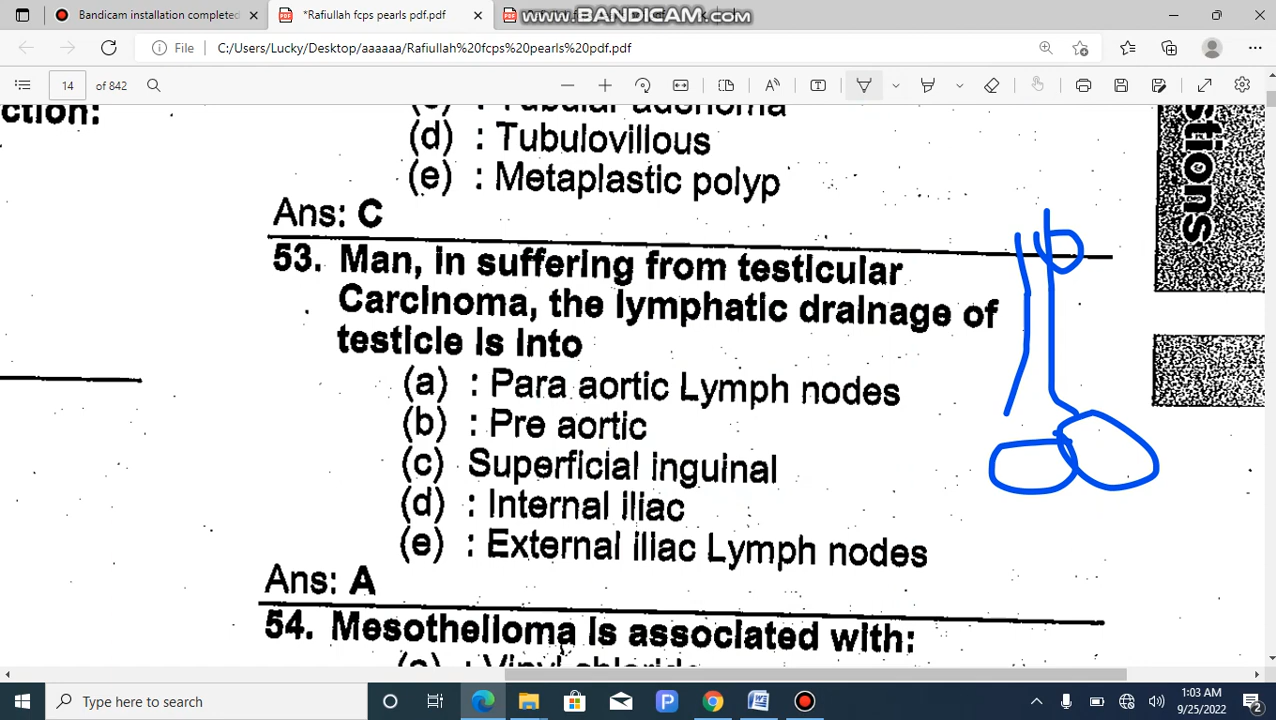 Bandicam installation completed
*Rafiullah fcps pearls pdf.pdf
www.BANDICAM.com
File
C:/Users/Lucky/Desktop/aaaaaa/Rafiullah%20fcps%20pearls%20pdf.pdf
14 of 842
ction:
(d) : Tubulovillous
(e) : Metaplastic polyp
Ans: C
53. Man, in suffering from testicular
Carcinoma, the lymphatic drainage of
testicle is into
(a) : Para aortic Lymph nodes
(b) : Pre aortic
(c) Superficial inguinal
(d) : Internal iliac
(e) : External iliac Lymph nodes
Ans: A
54. Mesothelioma is associated with:
stions
Type here to search
1:03 AM
9/25/2022
2